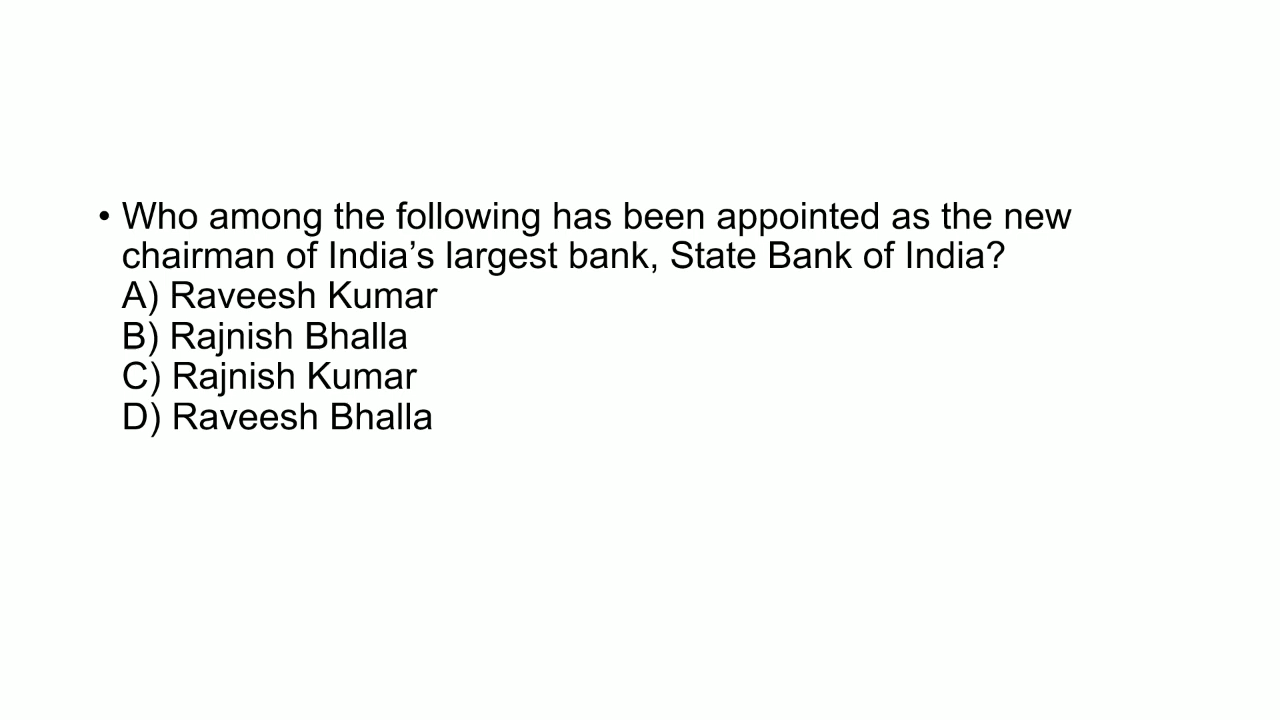 • Who among the following has been appointed as the new
chairman of India’s largest bank, State Bank of India?
A) Raveesh Kumar
B) Rajnish Bhalla
C) Rajnish Kumar
D) Raveesh Bhalla